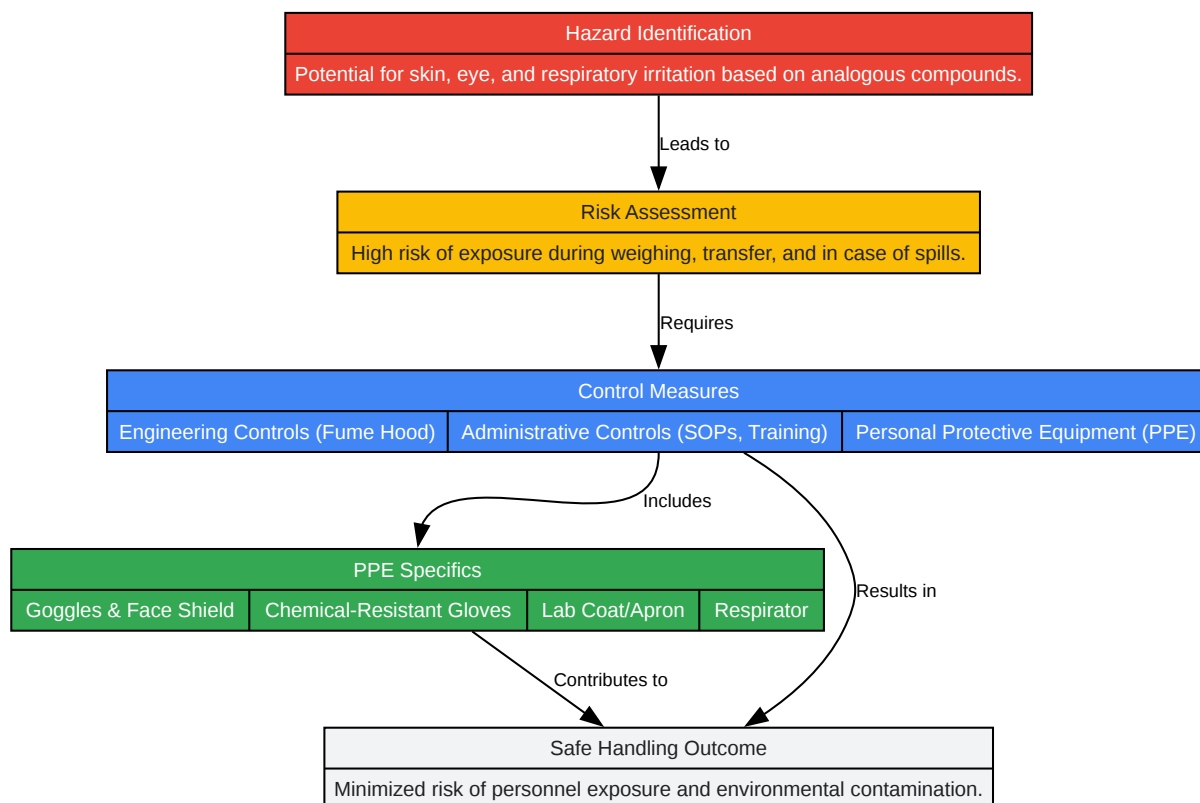 Hazard Identification
Potential for skin, eye, and respiratory irritation based on analogous compounds.
Leads to
Risk Assessment
High risk of exposure during weighing, transfer, and in case of spills.
Requires
Control Measures
Engineering Controls (Fume Hood) Administrative Controls (SOPs, Training) Personal Protective Equipment (PPE)
Includes
PPE Specifics
Goggles & Face Shield Chemical-Resistant Gloves Lab Coat/Apron Respirator
Results in
Contributes to
Safe Handling Outcome
Minimized risk of personnel exposure and environmental contamination.